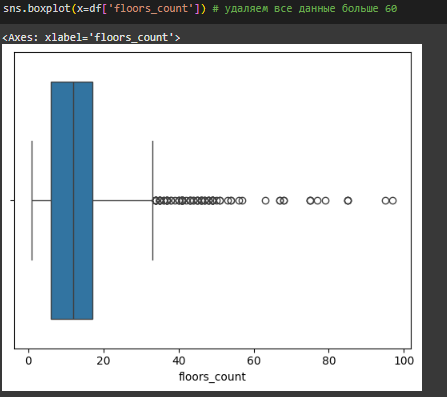 sns.boxplot(x=df['floors_count']) # удаляем все данные больше 60
<Axes: xlabel='floors_count'>
0 20 40 60 80 100
floors_count